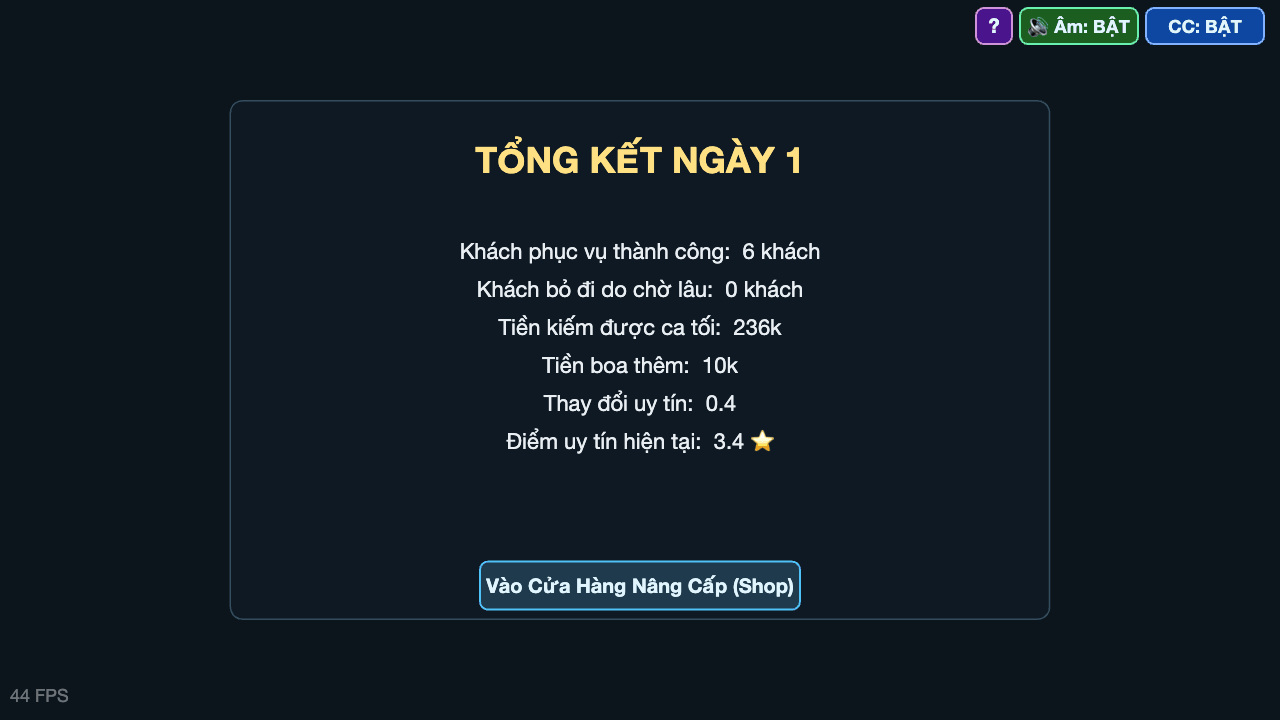 ?
Âm: BẬT
CC: BẬT
TỔNG KẾT NGÀY 1
Khách phục vụ thành công: 6 khách
Khách bỏ đi do chờ lâu: 0 khách
Tiền kiếm được ca tối: 236k
Tiền boa thêm: 10k
Thay đổi uy tín: 0.4
Điểm uy tín hiện tại: 3.4 ⭐
Vào Cửa Hàng Nâng Cấp (Shop)
44 FPS